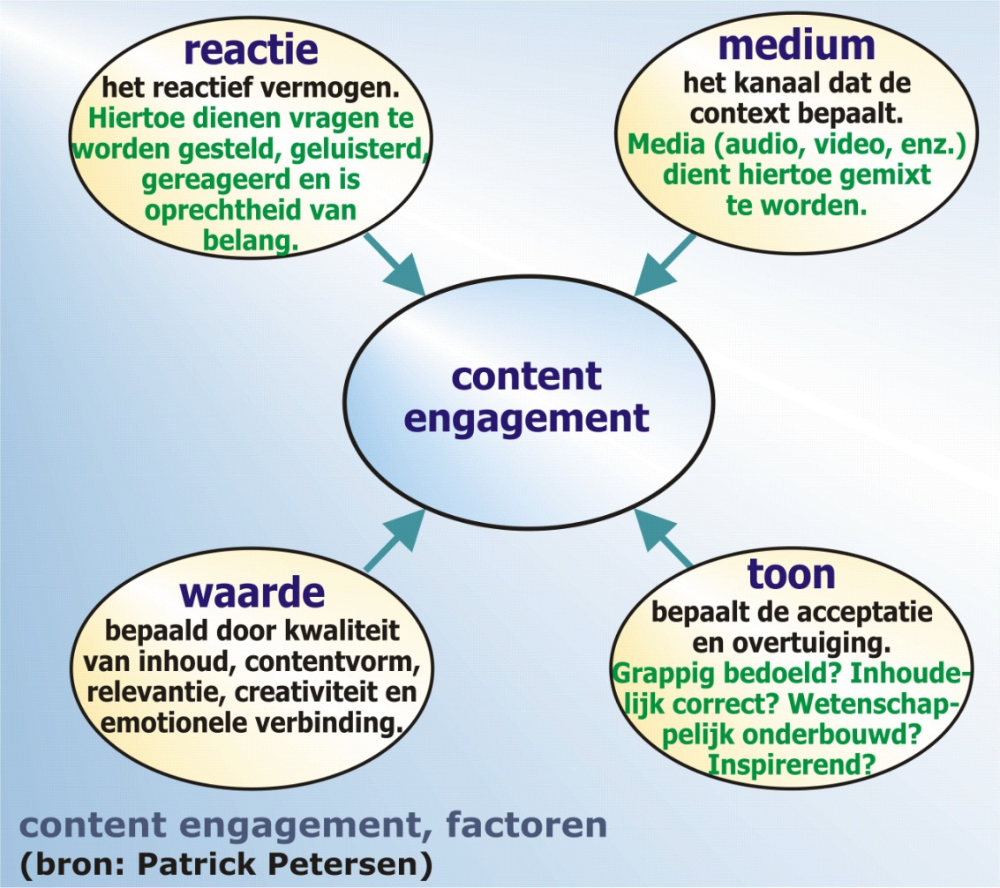 reactie
het reactief vermogen.
Hiertoe dienen vragen te
worden gesteld, geluisterd,
gereageerd en is
oprechtheid van
belang.
medium
het kanaal dat de
context bepaalt.
Media (audio, video, enz.)
dient hiertoe gemixt
te worden.
content
engagement
waarde
bepaald door kwaliteit
van inhoud, contentvorm,
relevantie, creativiteit en
emotionele verbinding.
toon
bepaalt de acceptatie
en overtuiging.
Grappig bedoeld? Inhoude-
lijk correct? Wetenschap-
pelijk onderbouwd?
Inspirerend?
content engagement, factoren
(bron: Patrick Petersen)